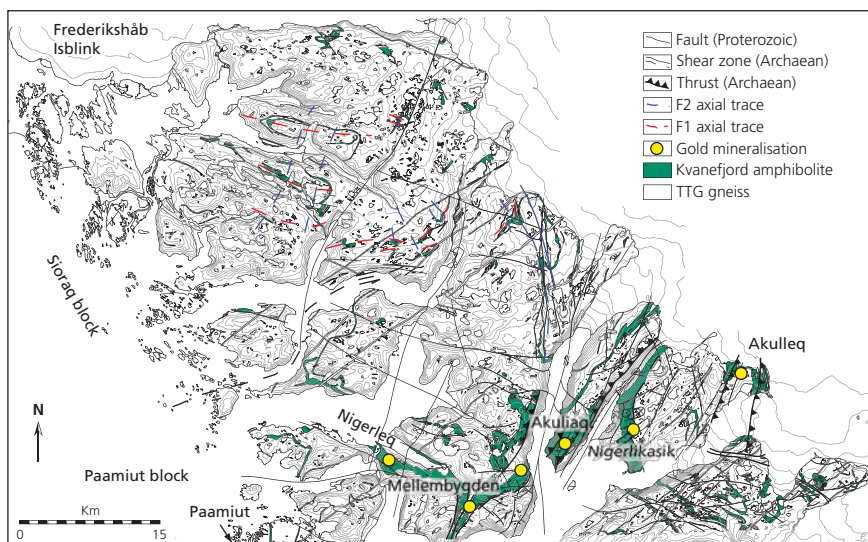 Frederikshåb
Isblink
Fault (Proterozoic)
Shear zone (Archaean)
Thrust (Archaean)
F2 axial trace
F1 axial trace
Gold mineralisation
Kvanefjord amphibolite
TTG gneiss
Sioraq block
Akulleq
N
Nigerleq
Akuliaq
Nigerlikasik
Paamiut block
Mellembygden
Km
Paamiut
0 15